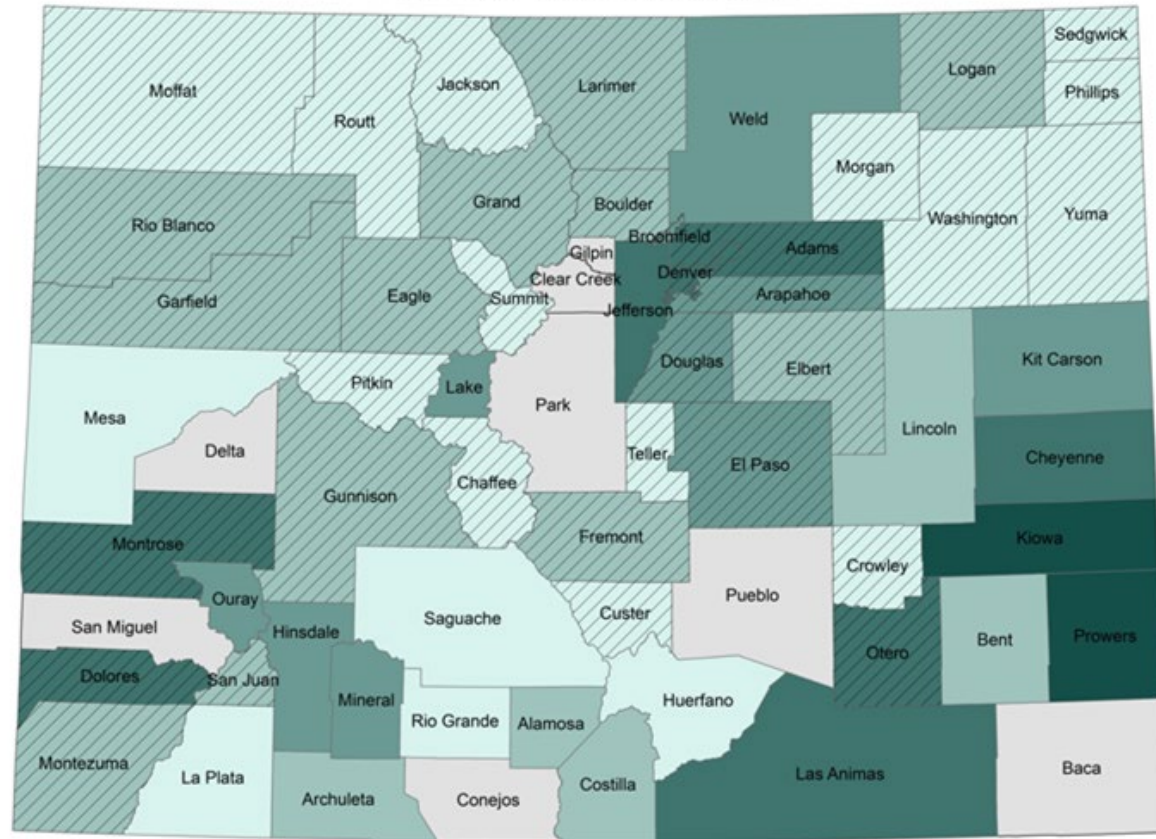 Sedgwick
Logan
Jackson
Larimer
Moffat
Phillips
Routt
Weld
Morgan
Grand
Boulder
Washington
Yuma
Rio Blanco
Broomfield
Adams
Gilpin
Denver
Clear Creek
Eagle
Arapahoe
Garfield
Summit
Jefferson
Kit Carson
Douglas
Elbert
Pitkin
Lake
Park
Mesa
Lincoln
Delta
Teller
Cheyenne
El Paso
Chaffee
Gunnison
Fremont
Kiowa
Montrose
Crowley
Pueblo
Ouray
Saguache
Custer
San Miguel
Hinsdale
Prowers
Bent
Otero
Dolores
San Juan
Mineral
Huerfano
Rio Grande
Alamosa
Montezuma
Baca
Las Animas
La Plata
Costilla
Archuleta
Conejos